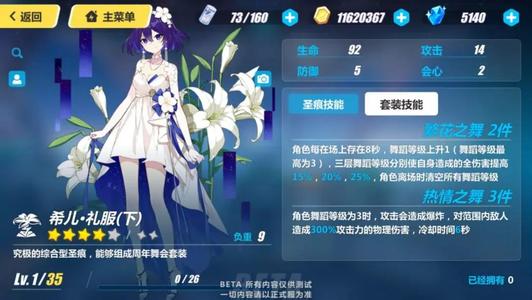 返回
主菜单
73/160
11620367
5140
生命 92 攻击 14
防御 5 会心 2
圣痕技能 套装技能
繁花之舞 2件
角色每在场上存在8秒，舞蹈等级上升1（舞蹈等级最
高为3），三层舞蹈等级分别使自身造成的全伤害提高
15%，20%，25%，角色离场时清空所有舞蹈等级
热情之舞 3件
角色舞蹈等级为3时，攻击会造成爆炸，对范围内敌人
造成300%攻击力的物理伤害，冷却时间6秒
希儿·礼服(下)
负重 9
究极的综合型圣痕，能够组成周年舞会套装
Lv.1/35
0/26
BETA 所有内容仅供测试
一切内容请以正式服为准
拥有:0